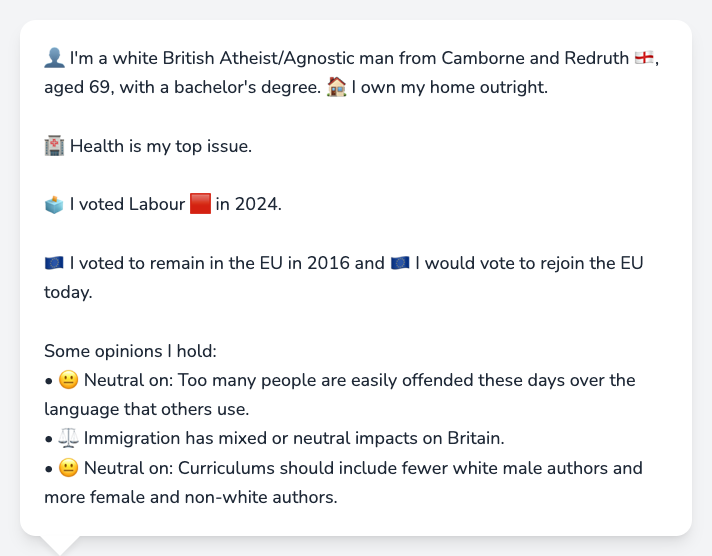 👤 I'm a white British Atheist/Agnostic man from Camborne and Redruth 🏴󠁧󠁢󠁥󠁮󠁧󠁿,
aged 69, with a bachelor's degree. 🏠 I own my home outright.
🏥 Health is my top issue.
🗳️ I voted Labour 🟥 in 2024.
🇪🇺 I voted to remain in the EU in 2016 and 🇪🇺 I would vote to rejoin the EU
today.
Some opinions I hold:
• 😐 Neutral on: Too many people are easily offended these days over the
language that others use.
• ⚖️ Immigration has mixed or neutral impacts on Britain.
• 😐 Neutral on: Curriculums should include fewer white male authors and
more female and non-white authors.